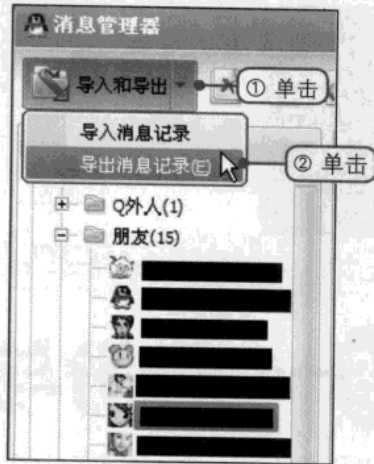 消息管理器
导入和导出
① 单击
导入消息记录
导出消息记录(E)
② 单击
Q外人(1)
朋友(15)